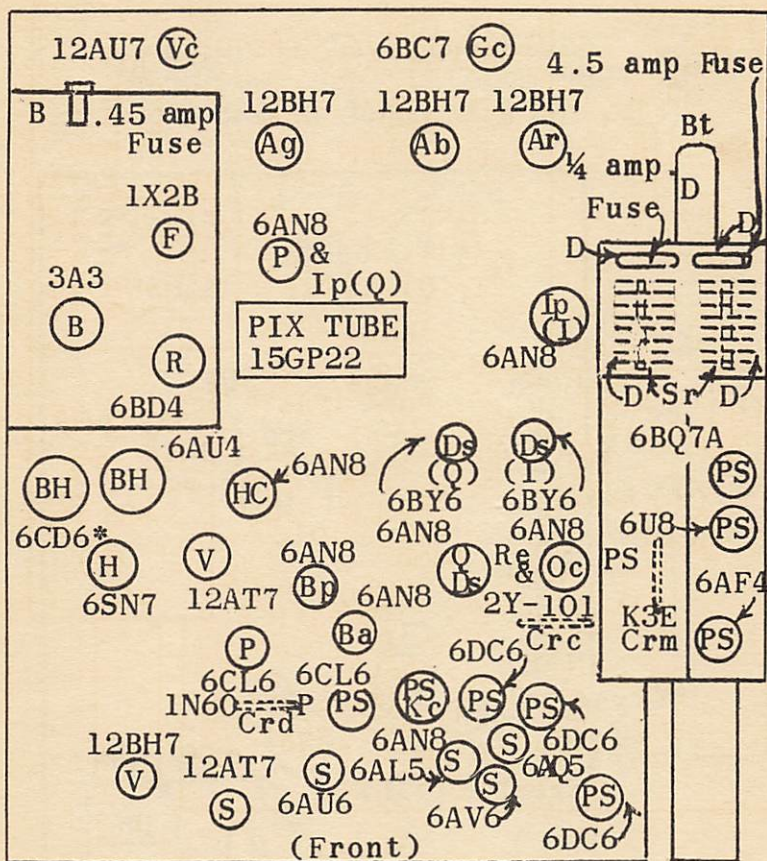 12AU7 Vc
6BC7 Gc
4.5 amp Fuse
B .45 amp
Fuse
12BH7 12BH7 12BH7
Bt
Ag Ab Ar
¼ amp
D
Fuse
D
D
1X2B
F
6AN8
P &
Ip(Q)
3A3
B
R
PIX TUBE
15GP22
Ip
(I)
6AN8
6BD4
D Sr D
6AU4
6BQ7A
BH BH
HC 6AN8
Ds
(Q)
Ds
(I)
PS
6BY6 6BY6
6CD6*
6U8 PS
H V
6AN8
6AN8 6AN8
Q
Ds
Re
&
Oc
PS
6AF4
6SN7 12AT7
Bp
6AN8
2Y-101
Crc
K3E
Crm
PS
Ba
P
6CL6 6CL6
6DC6
1N60 P
Crd
PS
PS
Kc
PS PS
12BH7
6AN8
S
6DC6
V
12AT7
S
6AL5
S
6AQ5
S
6AU6
S
6AV6
PS
6DC6
(Front)